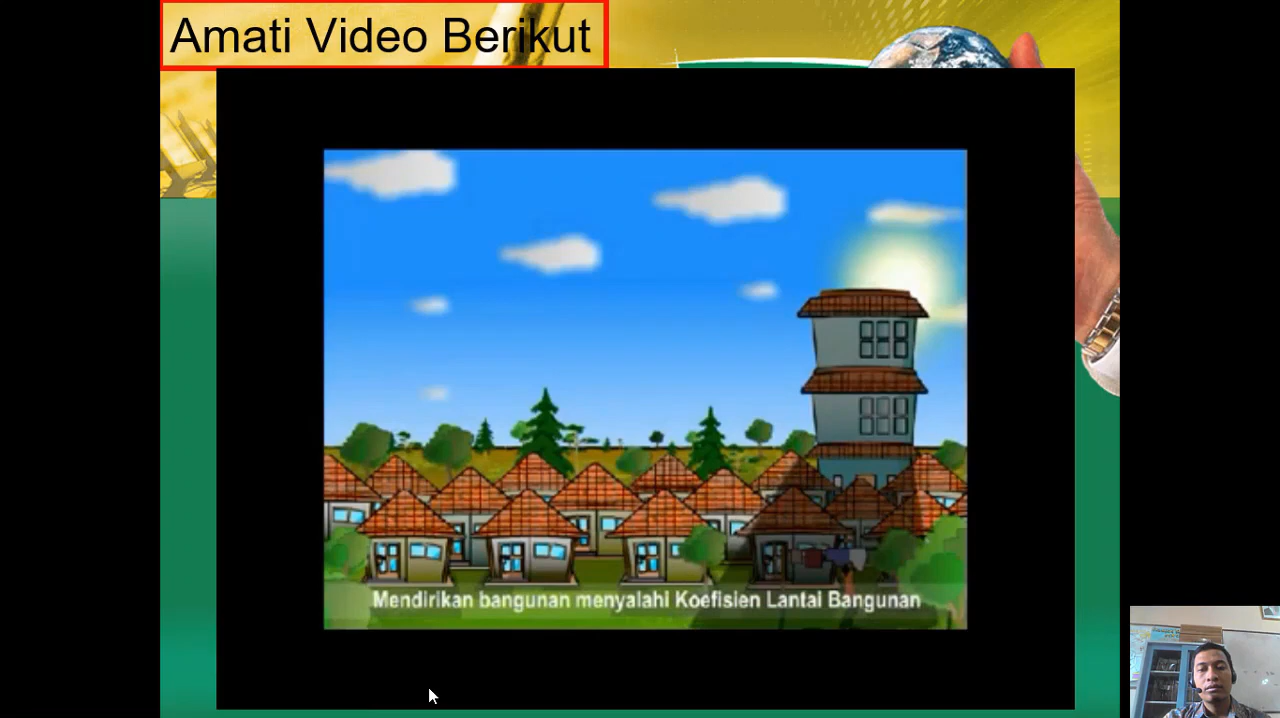 Amati Video Berikut
Mendirikan bangunan menyalahi Koefisien Lantai Bangunan